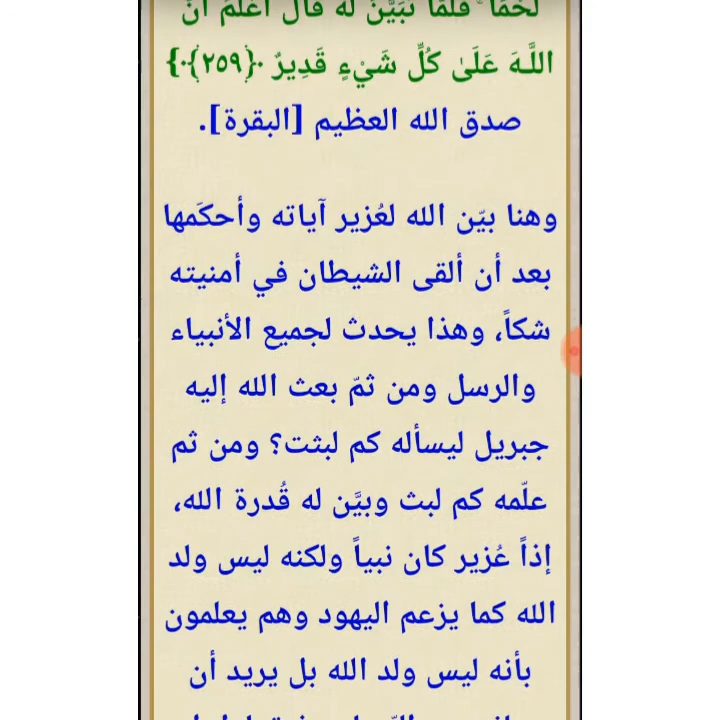 لَحْمًا ۚ فَلَمَّا تَبَيَّنَ لَهُ قَالَ أَعْلَمُ أَنَّ
اللَّـهَ عَلَىٰ كُلِّ شَيْءٍ قَدِيرٌ ﴿٢٥٩﴾}
صدق الله العظيم [البقرة].
وهنا بيّن الله لعُزير آياته وأحكَمها
بعد أن ألقى الشيطان في أمنيته
شكاً، وهذا يحدث لجميع الأنبياء
والرسل ومن ثمّ بعث الله إليه
جبريل ليسأله كم لبثت؟ ومن ثم
علّمه كم لبث وبيَّن له قُدرة الله،
إذاً عُزير كان نبياً ولكنه ليس ولد
الله كما يزعم اليهود وهم يعلمون
بأنه ليس ولد الله بل يريد أن